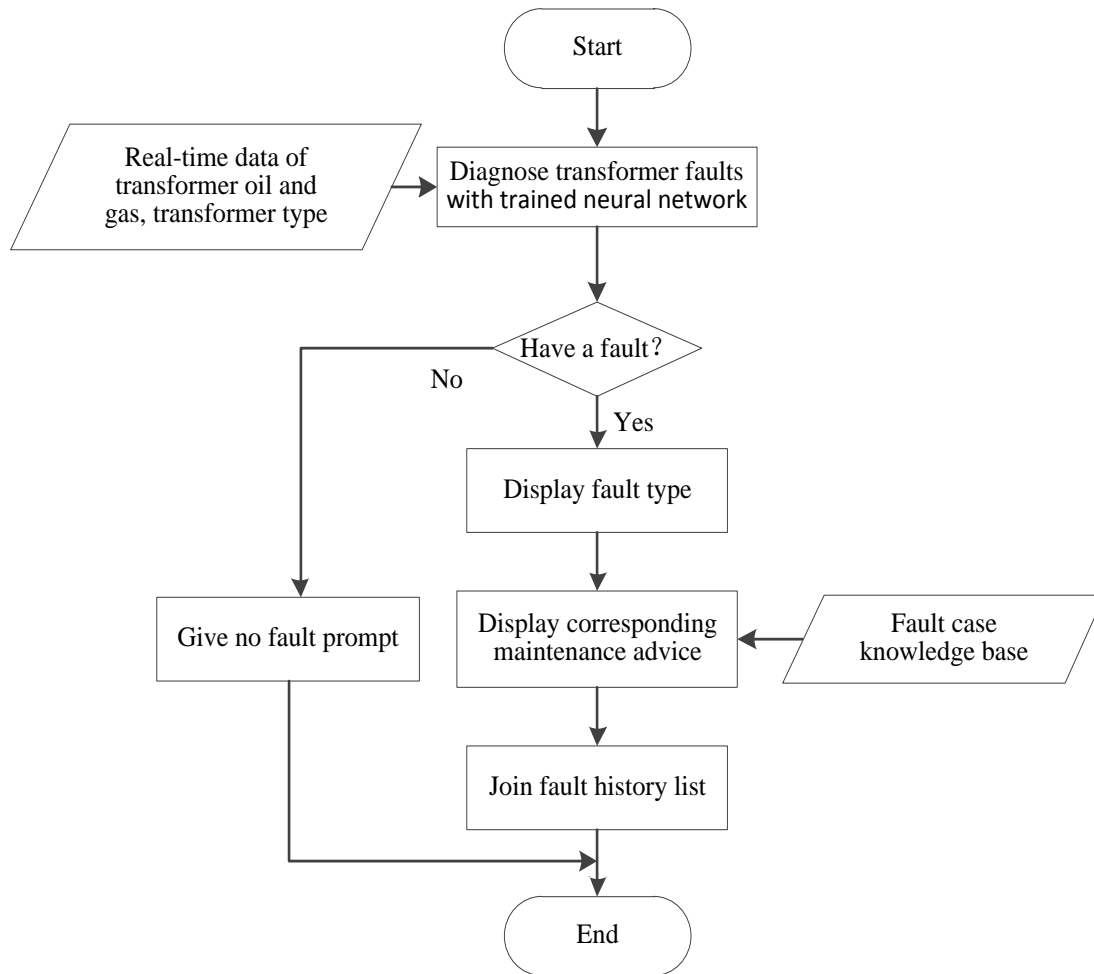 Start
Real-time data of
transformer oil and
gas, transformer type
Diagnose transformer faults
with trained neural network
Have a fault？
No
Yes
Display fault type
Give no fault prompt
Display corresponding
maintenance advice
Fault case
knowledge base
Join fault history list
End